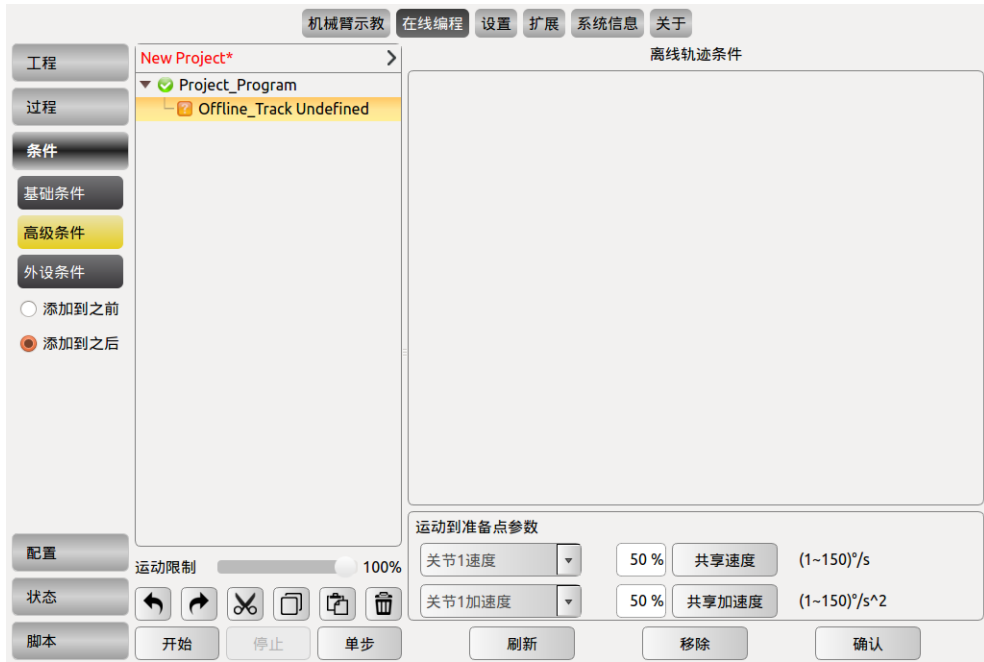 机械臂示教 在线编程 设置 扩展 系统信息 关于
工程
过程
条件
基础条件
高级条件
外设条件
添加到之前
添加到之后
配置
状态
脚本
New Project*
Project_Program
Offline_Track Undefined
运动限制 100%
开始 停止 单步
离线轨迹条件
运动到准备点参数
关节1速度 50 % 共享速度 (1~150)°/s
关节1加速度 50 % 共享加速度 (1~150)°/s^2
刷新 移除 确认